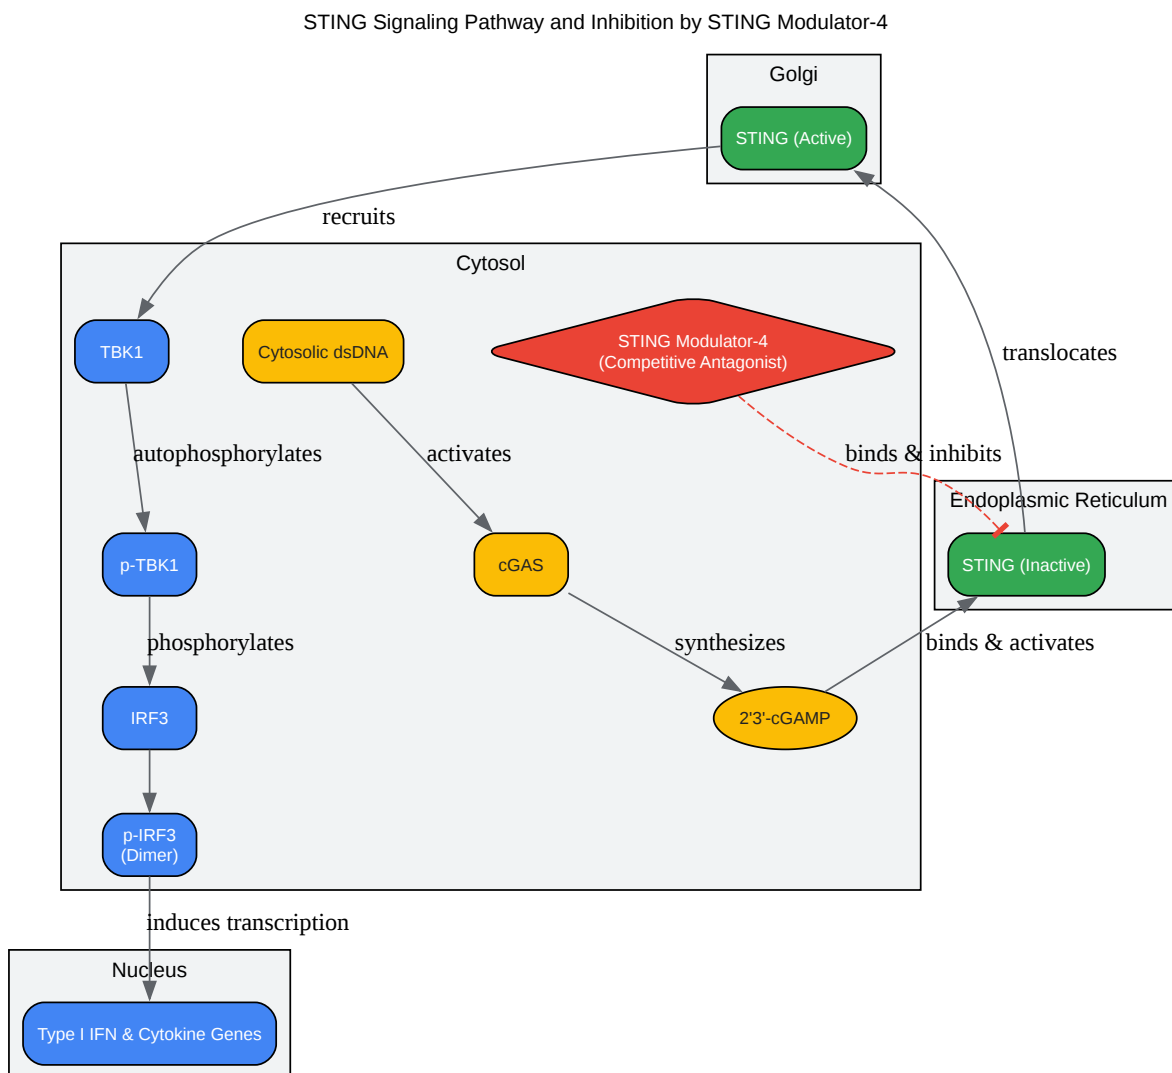 STING Signaling Pathway and Inhibition by STING Modulator-4
Golgi
STING (Active)
recruits
Cytosol
TBK1
Cytosolic dsDNA
STING Modulator-4
(Competitive Antagonist)
translocates
autophosphorylates
activates
binds & inhibits
Endoplasmic Reticulum
p-TBK1
cGAS
STING (Inactive)
phosphorylates
synthesizes
binds & activates
IRF3
2'3'-cGAMP
p-IRF3
(Dimer)
induces transcription
Nucleus
Type I IFN & Cytokine Genes